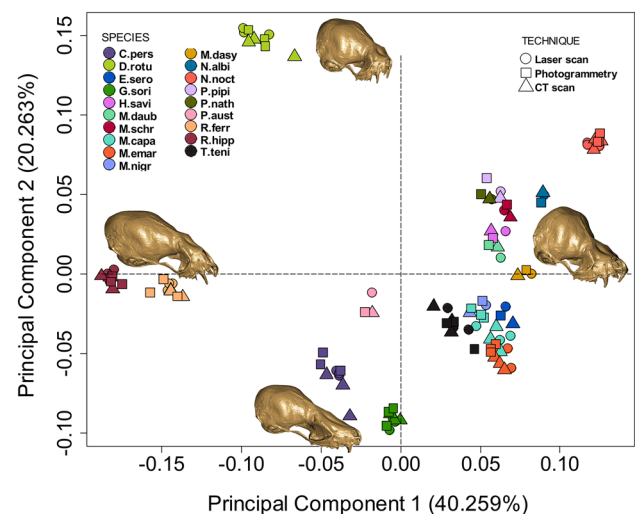 SPECIES
C.pers
D.rotu
E.sero
G.sori
H.savi
M.daub
M.schr
M.capa
M.emar
M.nigr
M.dasy
N.albi
N.noct
P.pipi
P.nath
P.aust
R.ferr
R.hipp
T.teni
TECHNIQUE
Laser scan
Photogrammetry
CT scan
Principal Component 2 (20.263%)
0.15
0.10
0.05
0.00
-0.05
-0.10
-0.15
-0.10
-0.05
0.00
0.05
0.10
Principal Component 1 (40.259%)